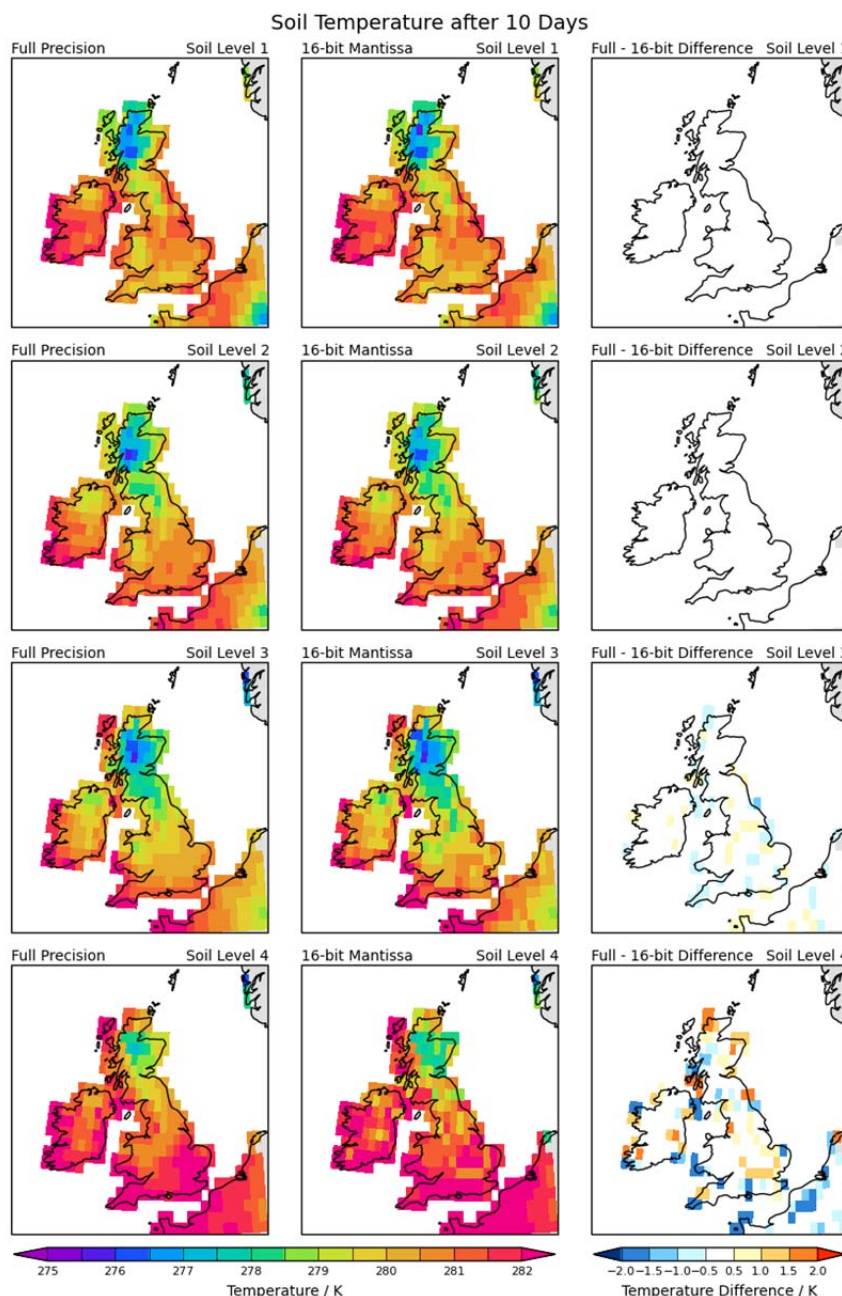 Soil Temperature after 10 Days
Full Precision Soil Level 1 16-bit Mantissa Soil Level 1 Full - 16-bit Difference Soil Level 1
Full Precision Soil Level 2 16-bit Mantissa Soil Level 2 Full - 16-bit Difference Soil Level 2
Full Precision Soil Level 3 16-bit Mantissa Soil Level 3 Full - 16-bit Difference Soil Level 3
Full Precision Soil Level 4 16-bit Mantissa Soil Level 4 Full - 16-bit Difference Soil Level 4
275 276 277 278 279 280 281 282 −2.0 −1.5 −1.0 −0.5 0.5 1.0 1.5 2.0
Temperature / K Temperature Difference / K